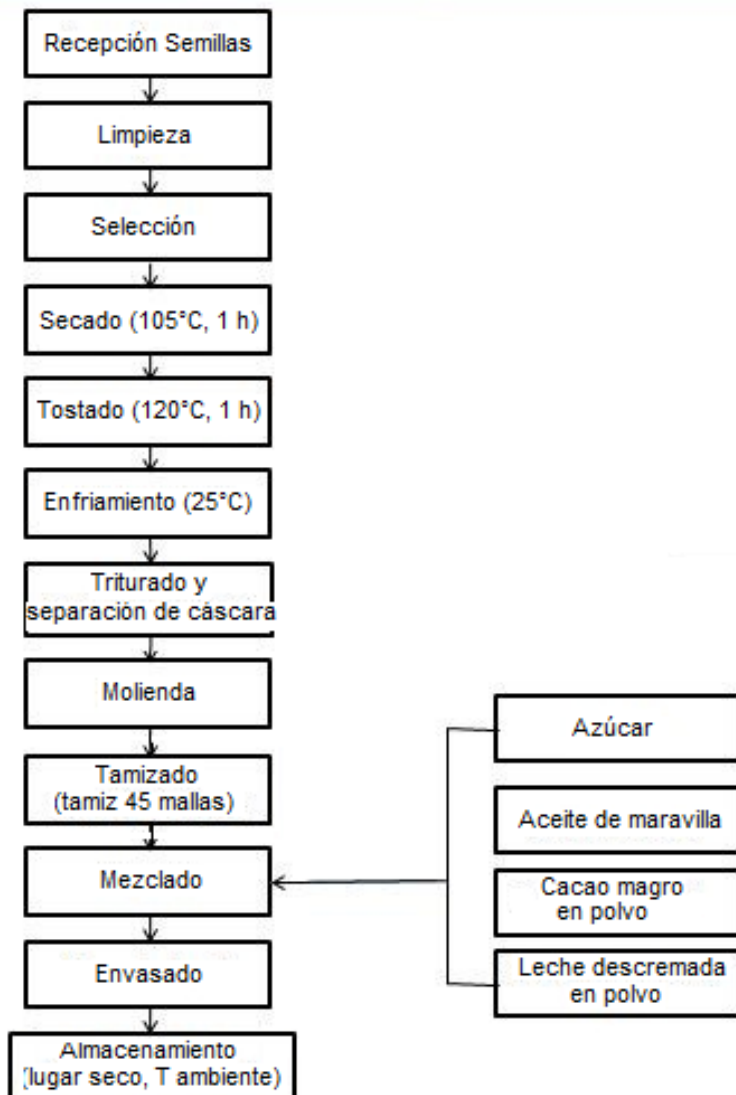 Recepción Semillas
Limpieza
Selección
Secado (105°C, 1 h)
Tostado (120°C, 1 h)
Enfriamiento (25°C)
Triturado y
separación de cáscara
Molienda
Tamizado
(tamiz 45 mallas)
Mezclado
Envasado
Almacenamiento
(lugar seco, T ambiente)
Azúcar
Aceite de maravilla
Cacao magro
en polvo
Leche descremada
en polvo